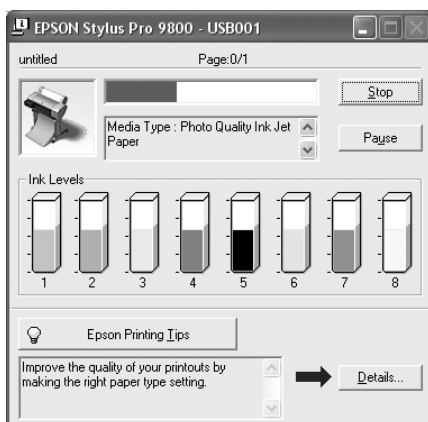 EPSON Stylus Pro 9800 - USB001
untitled Page:0/1
Stop
Media Type : Photo Quality Ink Jet
Paper
Pause
Ink Levels
1 2 3 4 5 6 7 8
Epson Printing Tips
Improve the quality of your printouts by
making the right paper type setting.
Details...